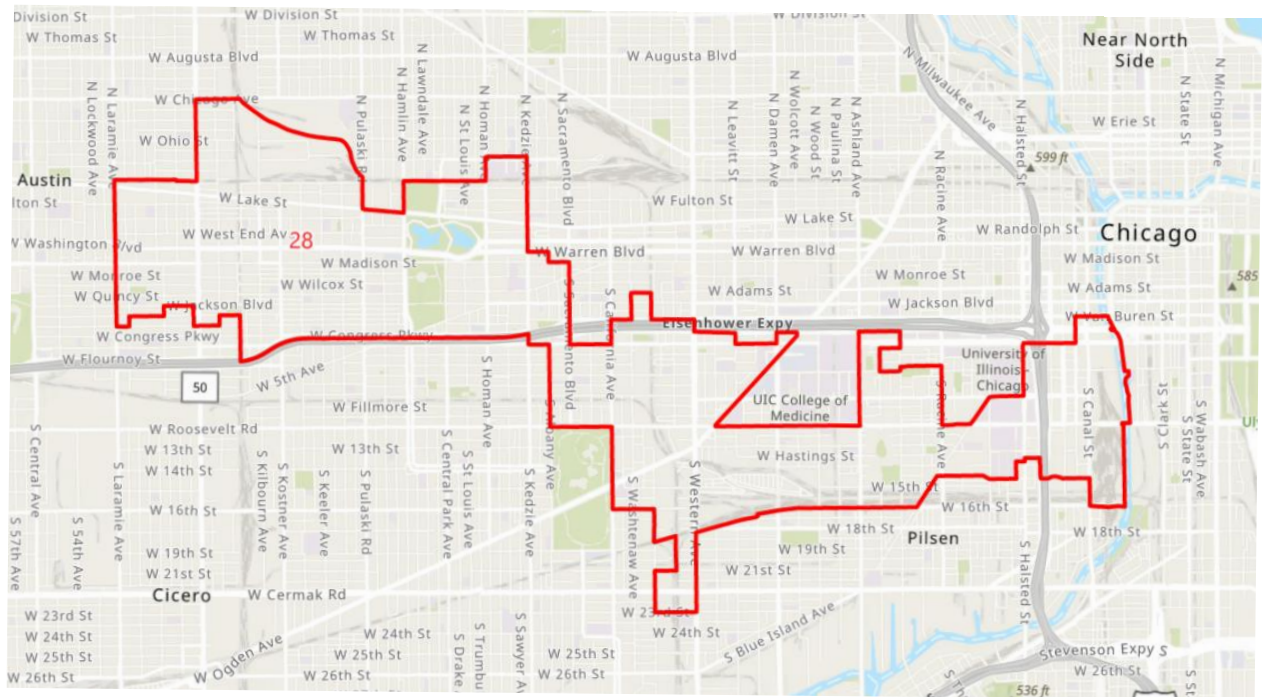 Division St
W Division St
W Division St
W Thomas St
W Thomas St
Near North
Side
W Augusta Blvd
W Augusta Blvd
N Lockwood Ave
N Laramie Ave
N Hamlin Ave
N Lawndale Ave
N St Louis Ave
N Sacramento Blvd
N Leavitt St
N Damen Ave
N Wolcott Ave
N Wood St
N Paulina St
N Ashland Ave
N Racine Ave
N Milwaukee Ave
N Halsted St
N State St
N Michigan Ave
W Chicago Ave
W Erie St
W Ohio St
599 ft
Austin
lton St
W Lake St
W Fulton St
W Lake St
W Washington
vd
W West End Av
28
W Warren Blvd
W Warren Blvd
W Randolph St
Chicago
W Madison St
W Madison St
W Monroe St
W Monroe St
W Wilcox St
W Quincy St
W Adams St
W Adams St
585
W Jackson Blvd
W Jackson Blvd
W Congress Pkwy
W Congress Pkwy
Eisenhower Expy
W Van Buren St
W Flournoy St
50
W 5th Ave
S Sacramento Blvd
S California Ave
University of
Illinois
Chicago
UIC College of
Medicine
W Fillmore St
S Homan Ave
S Albany Ave
S Racine Ave
S Canal St
S Clark St
S Wabash Ave
S State St
W Roosevelt Rd
W 13th St
W 13th St
W 14th St
W Hastings St
S Central Ave
S Laramie Ave
S Kilbourn Ave
S Kostner Ave
S Keeler Ave
S Pulaski Rd
S Central Park Ave
S St Louis Ave
S Kedzie Ave
S Washtenaw Ave
S Western
W 15th St
W 16th St
W 16th St
W 18th St
W 18th St
Pilsen
S 57th Ave
S 54th Ave
W 19th St
W 19th St
W 21st St
W 21st St
S Halsted St
Cicero
W Cermak Rd
W 23rd St
W 23rd St
W 24th St
W 24th St
W 24th St
W 25th St
W 25th St
W 25th St
W 26th St
W 26th St
W 26th St
W 26th St
W Ogden Ave
S Drake
S Trumbu
S Sawyer Av
S Blue Island Ave
Stevenson Expy S
536 ft